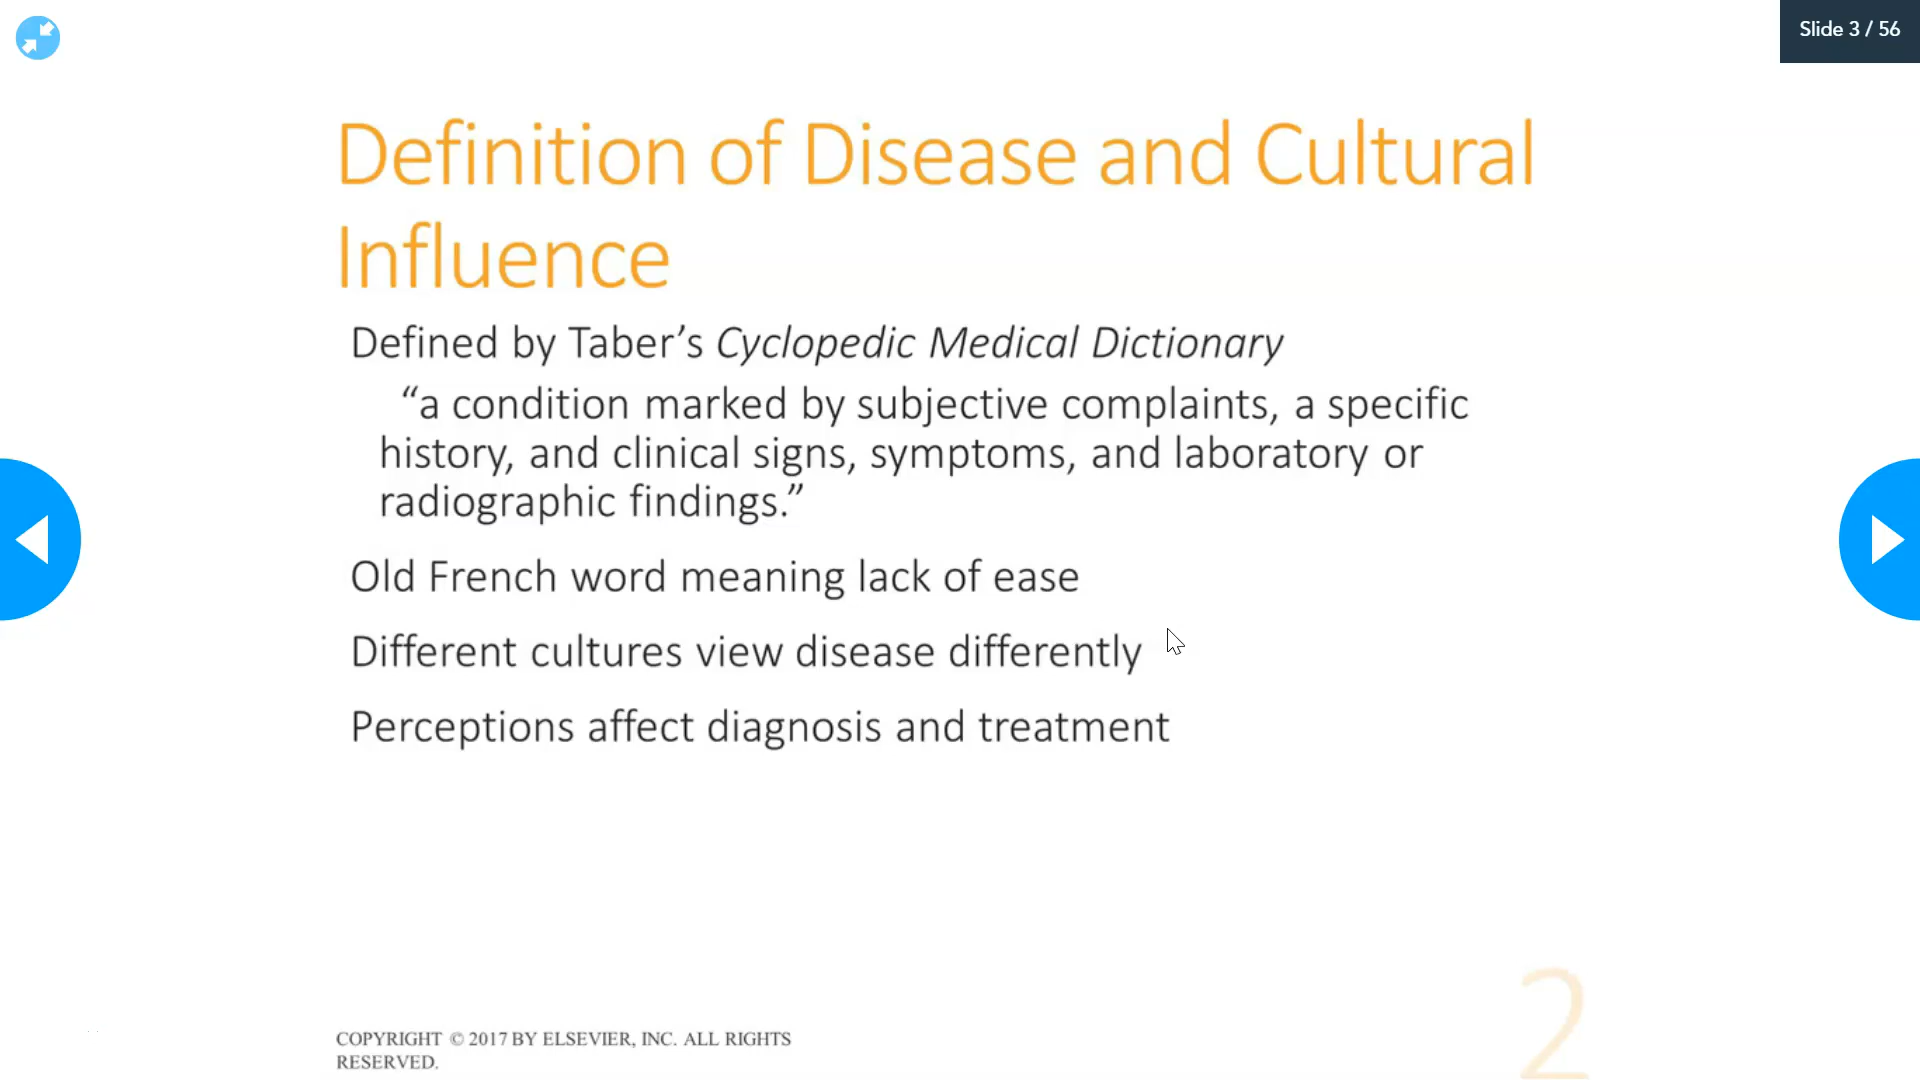 Slide 3 / 56
Definition of Disease and Cultural
Influence
Defined by Taber’s Cyclopedic Medical Dictionary
“a condition marked by subjective complaints, a specific
history, and clinical signs, symptoms, and laboratory or
radiographic findings.”
Old French word meaning lack of ease
Different cultures view disease differently
Perceptions affect diagnosis and treatment
COPYRIGHT © 2017 BY ELSEVIER, INC. ALL RIGHTS
RESERVED.
2